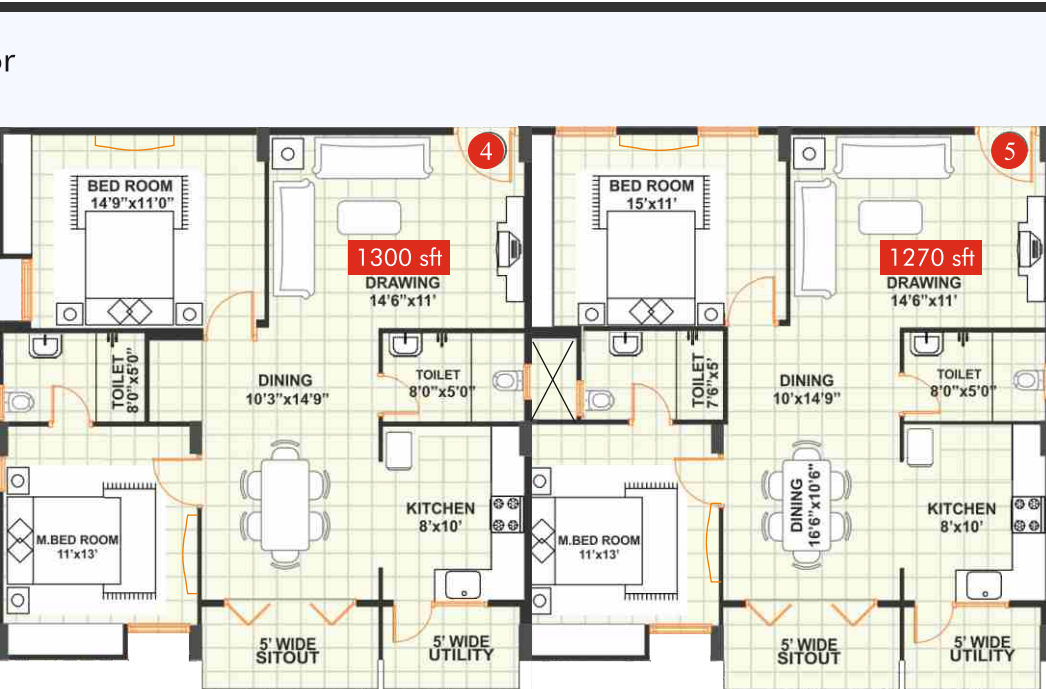 or
4
BED ROOM
14'9"x11'0"
1300 sft
DRAWING
14'6"x11'
TOILET
8'0"x5'0"
DINING
10'3"x14'9"
TOILET
8'0"x5'0"
KITCHEN
8'x10'
M.BED ROOM
11'x13'
5' WIDE
SITOUT
5' WIDE
UTILITY
5
BED ROOM
15'x11'
1270 sft
DRAWING
14'6"x11'
TOILET
7'6"x5'
DINING
10'x14'9"
TOILET
8'0"x5'0"
DINING
16'6"x10'6"
KITCHEN
8'x10'
M.BED ROOM
11'x13'
5' WIDE
SITOUT
5' WIDE
UTILITY